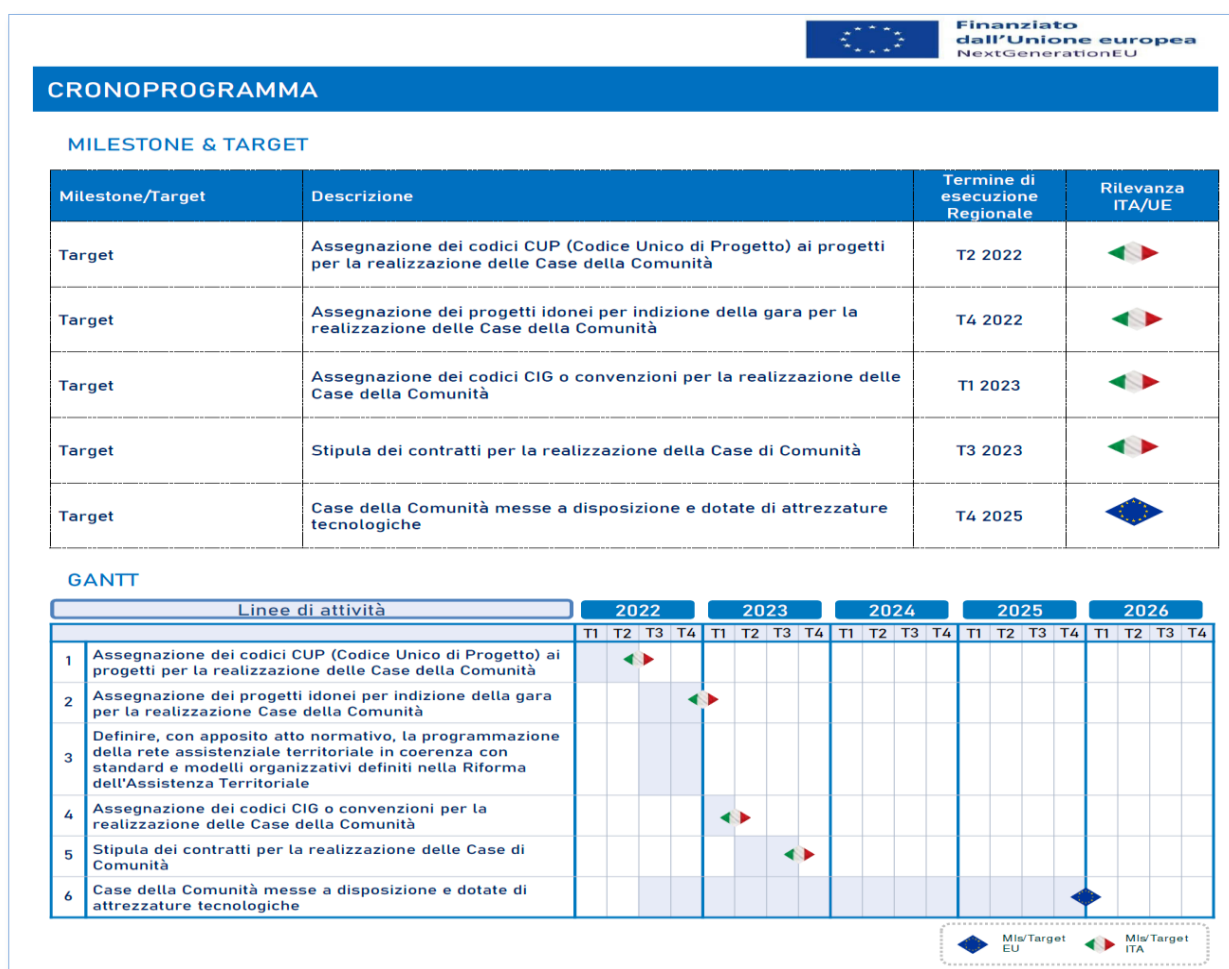 Finanziato
dall'Unione europea
NextGenerationEU
CRONOPROGRAMMA
MILESTONE & TARGET
Milestone/Target
Descrizione
Termine di
esecuzione
Regionale
Rilevanza
ITA/UE
Target
Assegnazione dei codici CUP (Codice Unico di Progetto) ai progetti
per la realizzazione delle Case della Comunità
T2 2022
Target
Assegnazione dei progetti idonei per indizione della gara per la
realizzazione delle Case della Comunità
T4 2022
Target
Assegnazione dei codici CIG o convenzioni per la realizzazione delle
Case della Comunità
T1 2023
Target
Stipula dei contratti per la realizzazione della Case di Comunità
T3 2023
Target
Case della Comunità messe a disposizione e dotate di attrezzature
tecnologiche
T4 2025
GANTT
Linee di attività 2022 2023 2024 2025 2026
T1 T2 T3 T4 T1 T2 T3 T4 T1 T2 T3 T4 T1 T2 T3 T4 T1 T2 T3 T4
1
Assegnazione dei codici CUP (Codice Unico di Progetto) ai
progetti per la realizzazione delle Case della Comunità
2
Assegnazione dei progetti idonei per indizione della gara
per la realizzazione Case della Comunità
3
Definire, con apposito atto normativo, la programmazione
della rete assistenziale territoriale in coerenza con
standard e modelli organizzativi definiti nella Riforma
dell'Assistenza Territoriale
4
Assegnazione dei codici CIG o convenzioni per la
realizzazione delle Case della Comunità
5
Stipula dei contratti per la realizzazione delle Case di
Comunità
6
Case della Comunità messe a disposizione e dotate di
attrezzature tecnologiche
Mls/Target
EU
Mls/Target
ITA